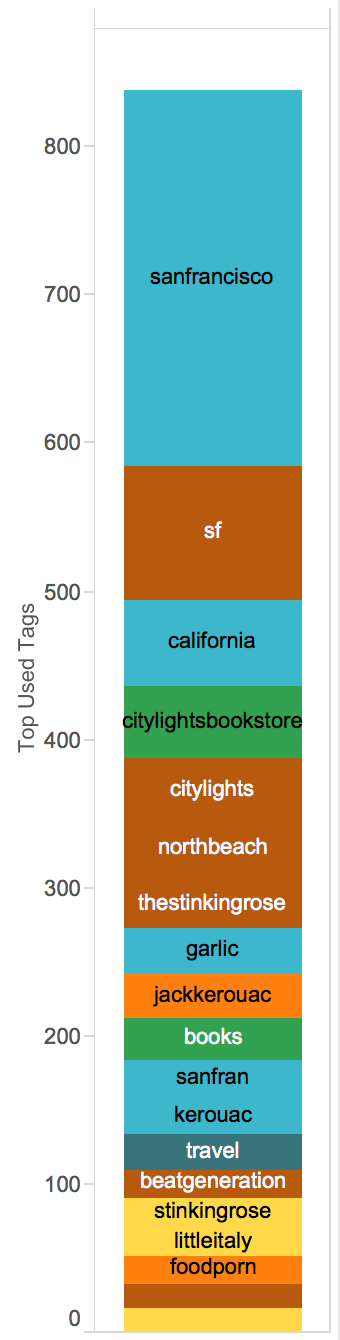 800
sanfrancisco
700
600
sf
500
Top Used Tags
california
citylightsbookstore
400
citylights
northbeach
300
thestinkingrose
garlic
jackkerouac
200
books
sanfran
kerouac
travel
100
beatgeneration
stinkingrose
littleitaly
foodporn
0